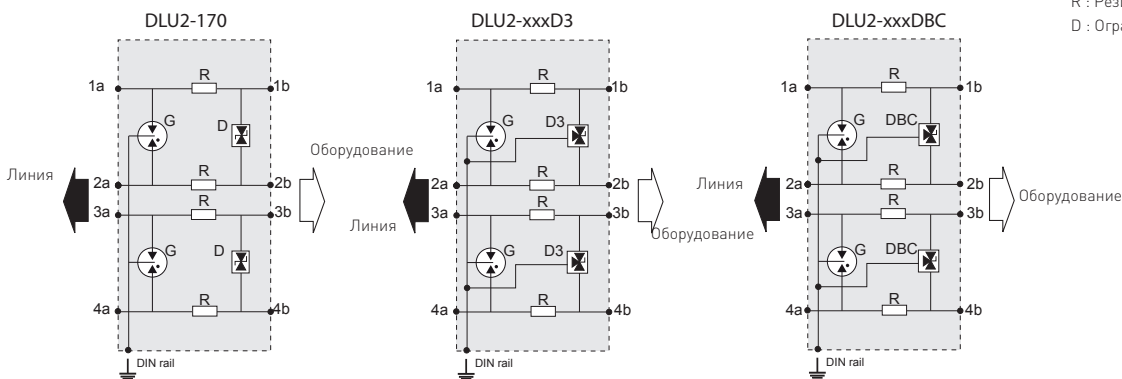 R : Рези
D : Огра
DLU2-170
DLU2-xxxD3
DLU2-xxxDBC
1a R 1b
G D
Линия
Оборудование
2a R 2b
3a R 3b
G D
4a R 4b
DIN rail
1a R 1b
G D3
Линия
Оборудование
2a R 2b
3a R 3b
G D3
4a R 4b
DIN rail
1a R 1b
G DBC
Линия
Оборудование
2a R 2b
3a R 3b
G DBC
4a R 4b
DIN rail